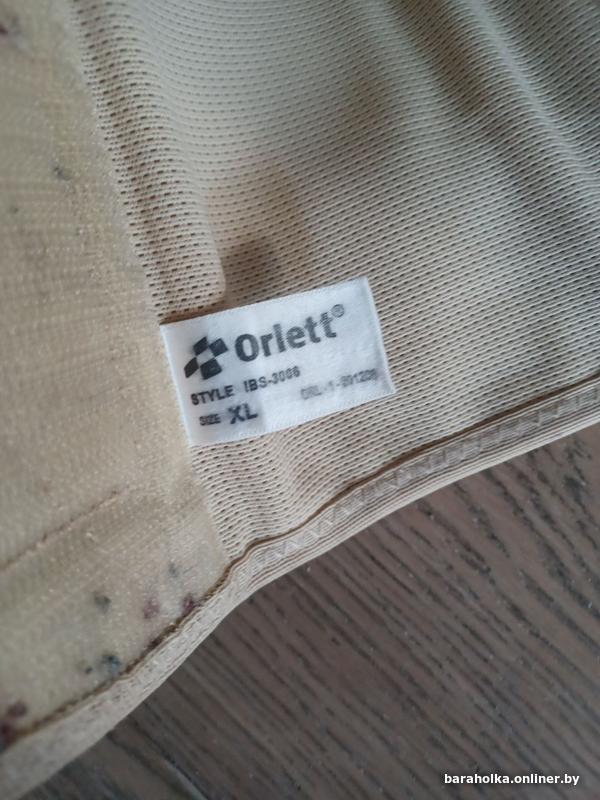 Orlett®
STYLE IBS-3006
SIZE XL
baraholka.onliner.by